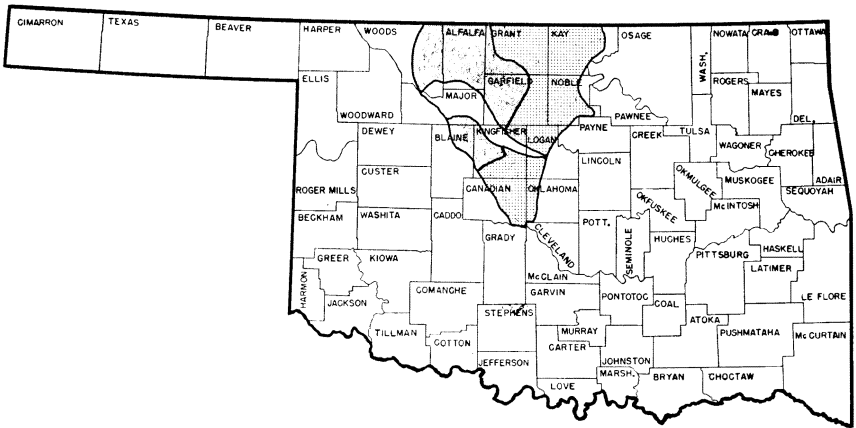 CIMARRON
TEXAS
BEAVER
HARPER
WOODS
ALFALFA
GRANT
KAY
OSAGE
NOWATA
OTTAWA
WASH.
ELLIS
MAJOR
GARFIELD
NOBLE
ROGERS
MAYES
WOODWARD
PAWNEE
DEL.
DEWEY
BLAINE
KINGFISHER
LOGAN
PAYNE
CREEK
TULSA
WAGONER
CHEROKEE
LINCOLN
CUSTER
CANADIAN
OKLAHOMA
OKMULGEE
MUSKOGEE
ADAIR
SEQUOYAH
ROGER MILLS
BECKHAM
WASHITA
CADDO
GRADY
CLEVELAND
POTT.
SEMINOLE
OKFUSKEE
McINTOSH
HUGHES
PITTSBURG
HASKELL
LATIMER
GREER
KIOWA
HARMON
JACKSON
COMANCHE
McCLAIN
GARVIN
PONTOTOC
COAL
LE FLORE
STEPHENS
TILLMAN
COTTON
MURRAY
CARTER
ATOKA
PUSHMATAHA
McCURTAIN
JEFFERSON
JOHNSTON
MARSH.
BRYAN
CHOCTAW
LOVE